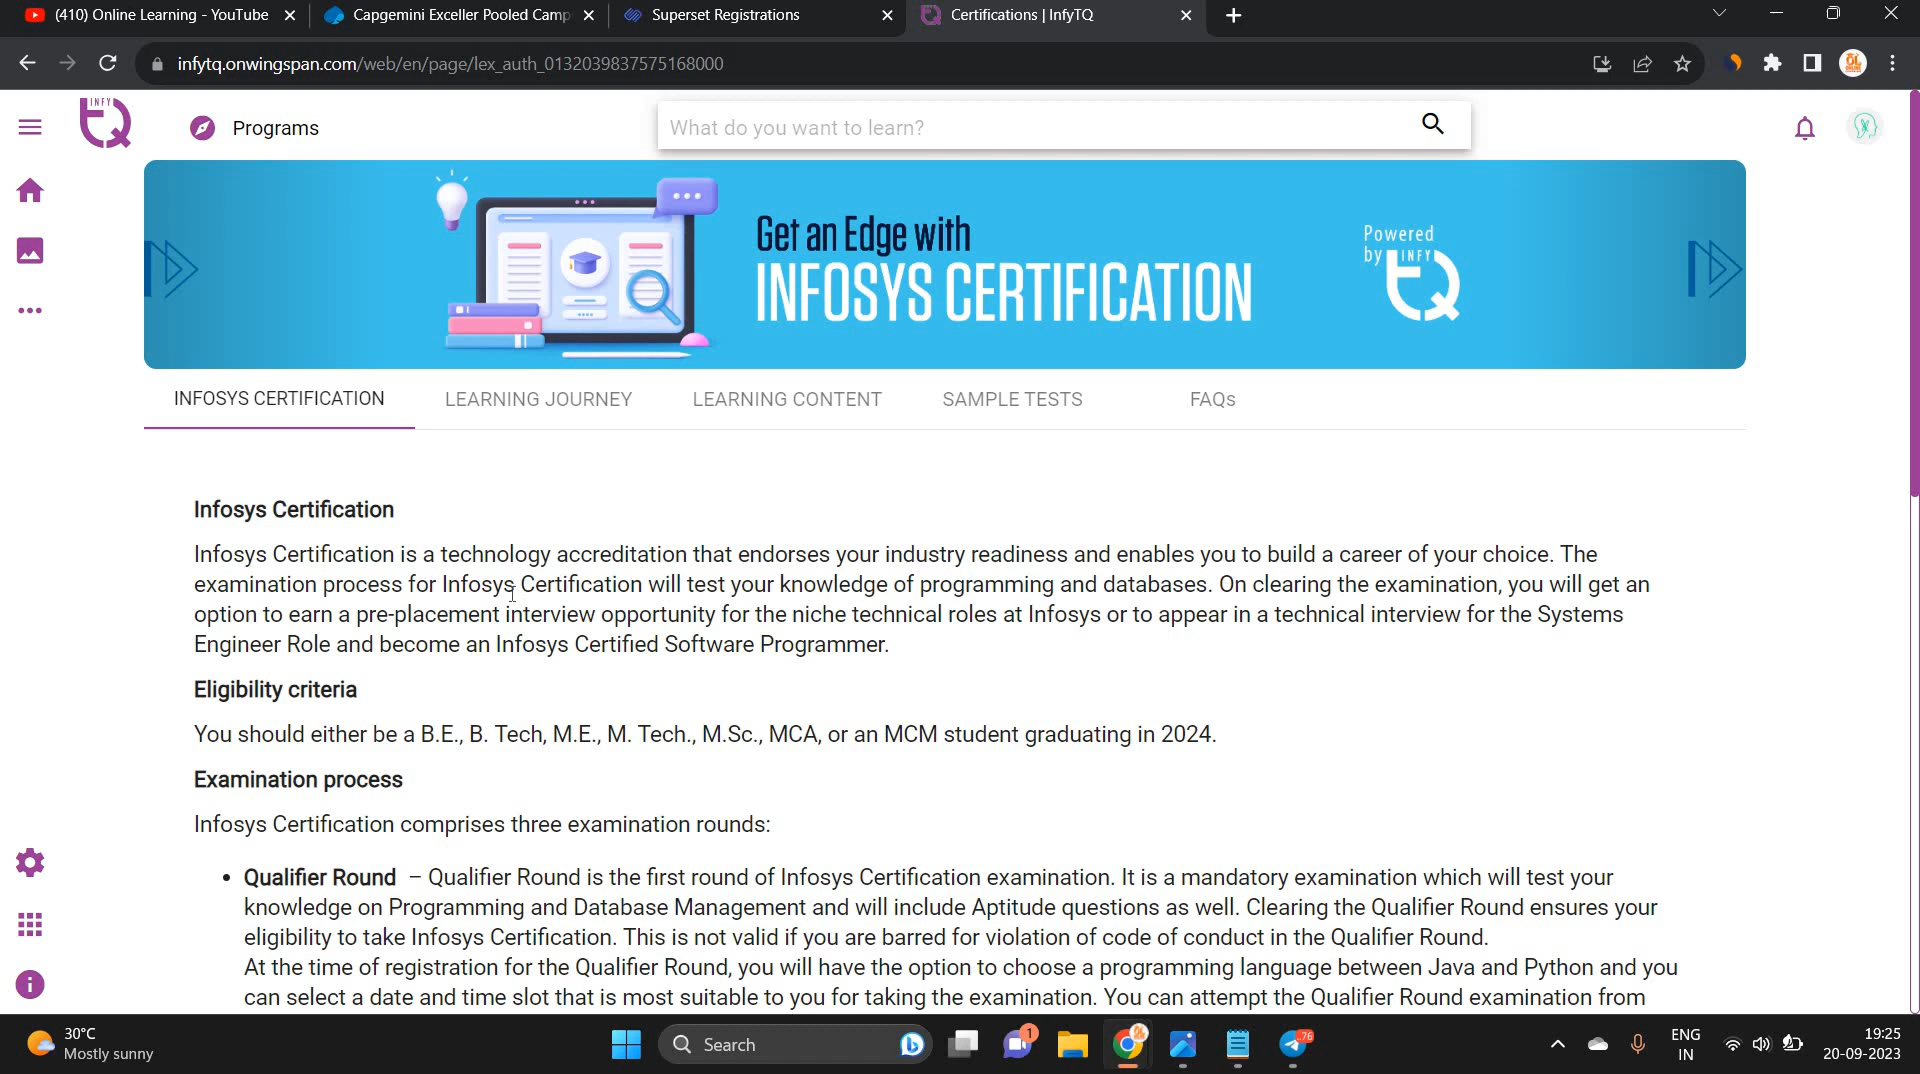 (410) Online Learning - YouTube
Capgemini Exceller Pooled Camp
Superset Registrations
Certifications | InfyTQ
infytq.onwingspan.com/web/en/page/lex_auth_0132039837575168000
INFY
TQ
Programs
What do you want to learn?
Get an Edge with
INFOSYS CERTIFICATION
Powered
by INFY
TQ
INFOSYS CERTIFICATION
LEARNING JOURNEY
LEARNING CONTENT
SAMPLE TESTS
FAQs
Infosys Certification
Infosys Certification is a technology accreditation that endorses your industry readiness and enables you to build a career of your choice. The
examination process for Infosys Certification will test your knowledge of programming and databases. On clearing the examination, you will get an
option to earn a pre-placement interview opportunity for the niche technical roles at Infosys or to appear in a technical interview for the Systems
Engineer Role and become an Infosys Certified Software Programmer.
Eligibility criteria
You should either be a B.E., B. Tech, M.E., M. Tech., M.Sc., MCA, or an MCM student graduating in 2024.
Examination process
Infosys Certification comprises three examination rounds:
• Qualifier Round – Qualifier Round is the first round of Infosys Certification examination. It is a mandatory examination which will test your
knowledge on Programming and Database Management and will include Aptitude questions as well. Clearing the Qualifier Round ensures your
eligibility to take Infosys Certification. This is not valid if you are barred for violation of code of conduct in the Qualifier Round.
At the time of registration for the Qualifier Round, you will have the option to choose a programming language between Java and Python and you
can select a date and time slot that is most suitable to you for taking the examination. You can attempt the Qualifier Round examination from
30°C
Mostly sunny
Search
1
76
ENG
IN
19:25
20-09-2023